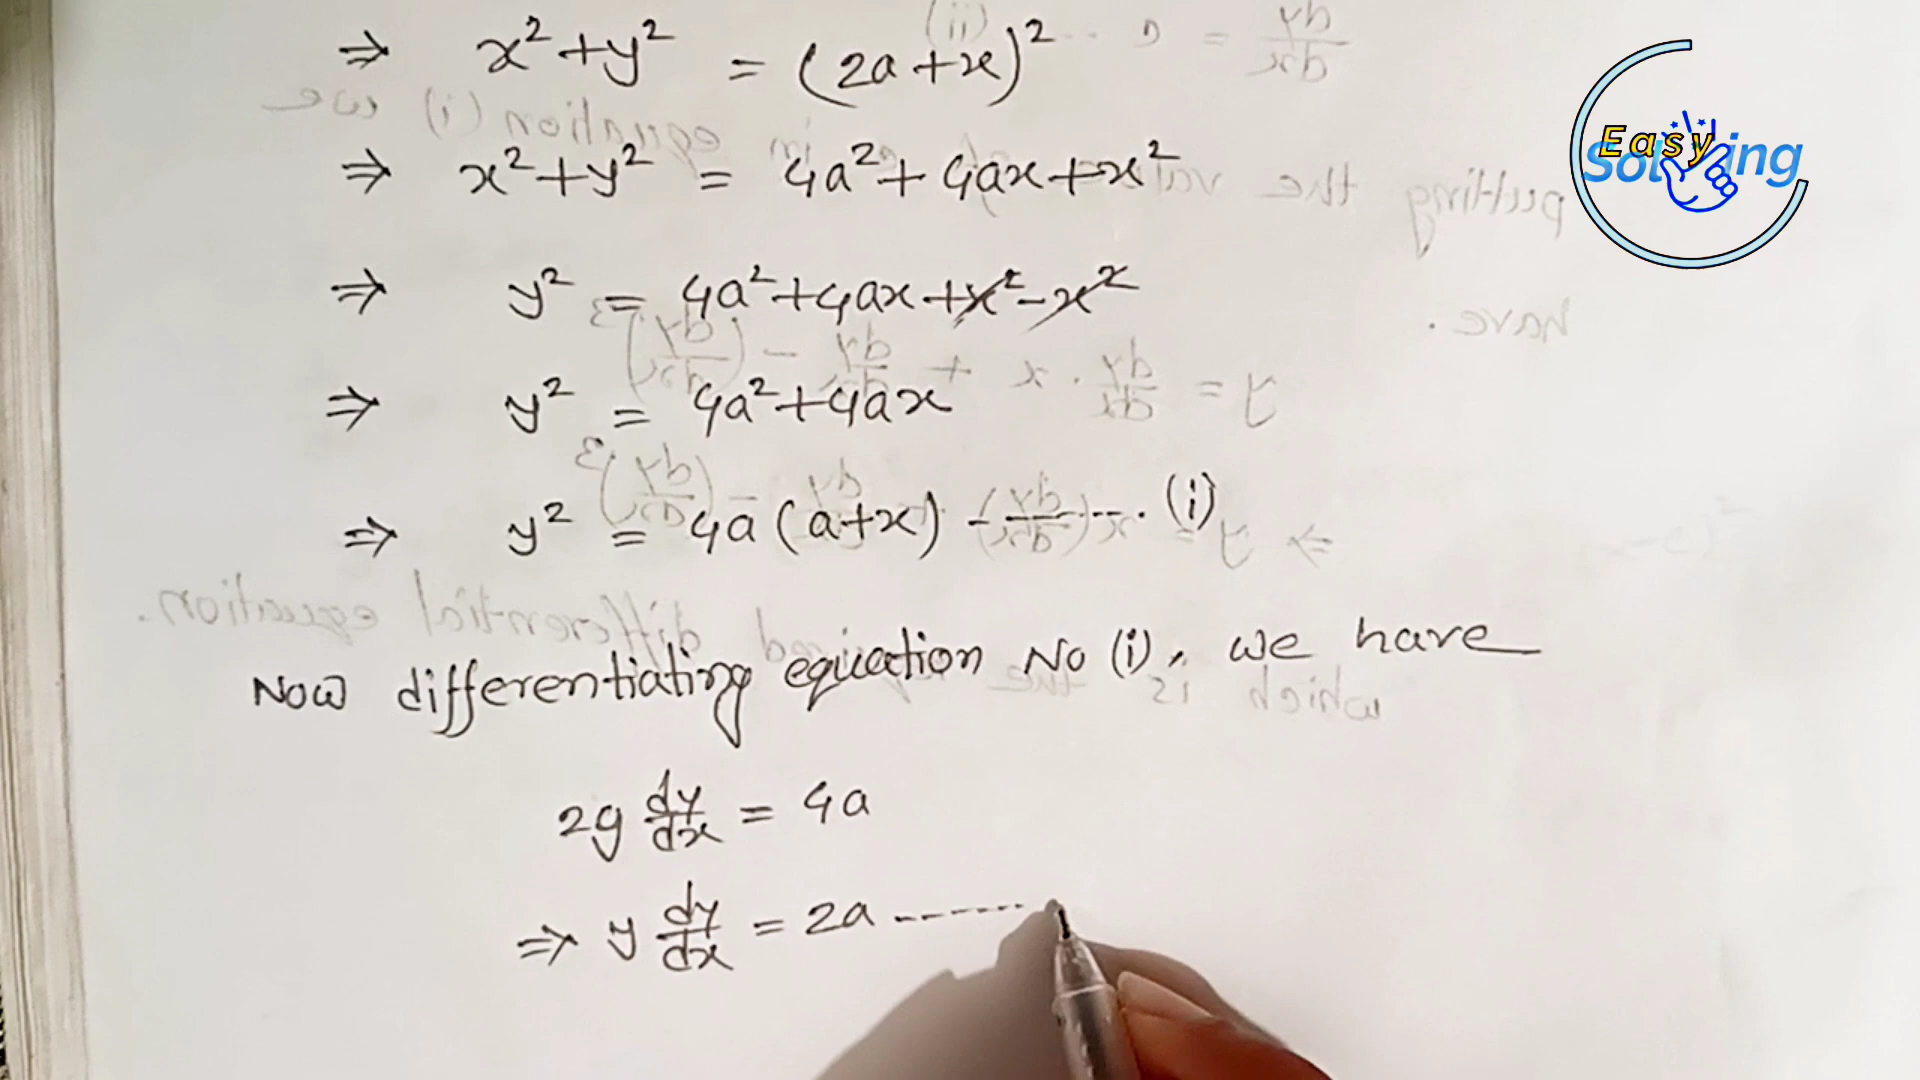 ⇒ x²+y² = (2a+x)²
⇒ x²+y² = 4a²+4ax+x²
⇒ y² = 4a²+4ax+x²-x²
⇒ y² = 4a²+4ax
⇒ y² = 4a(a+x) ------- (i)
Now differentiating equation No (i), we have
2y dy/dx = 4a
⇒ y dy/dx = 2a -------
Easy
Solving